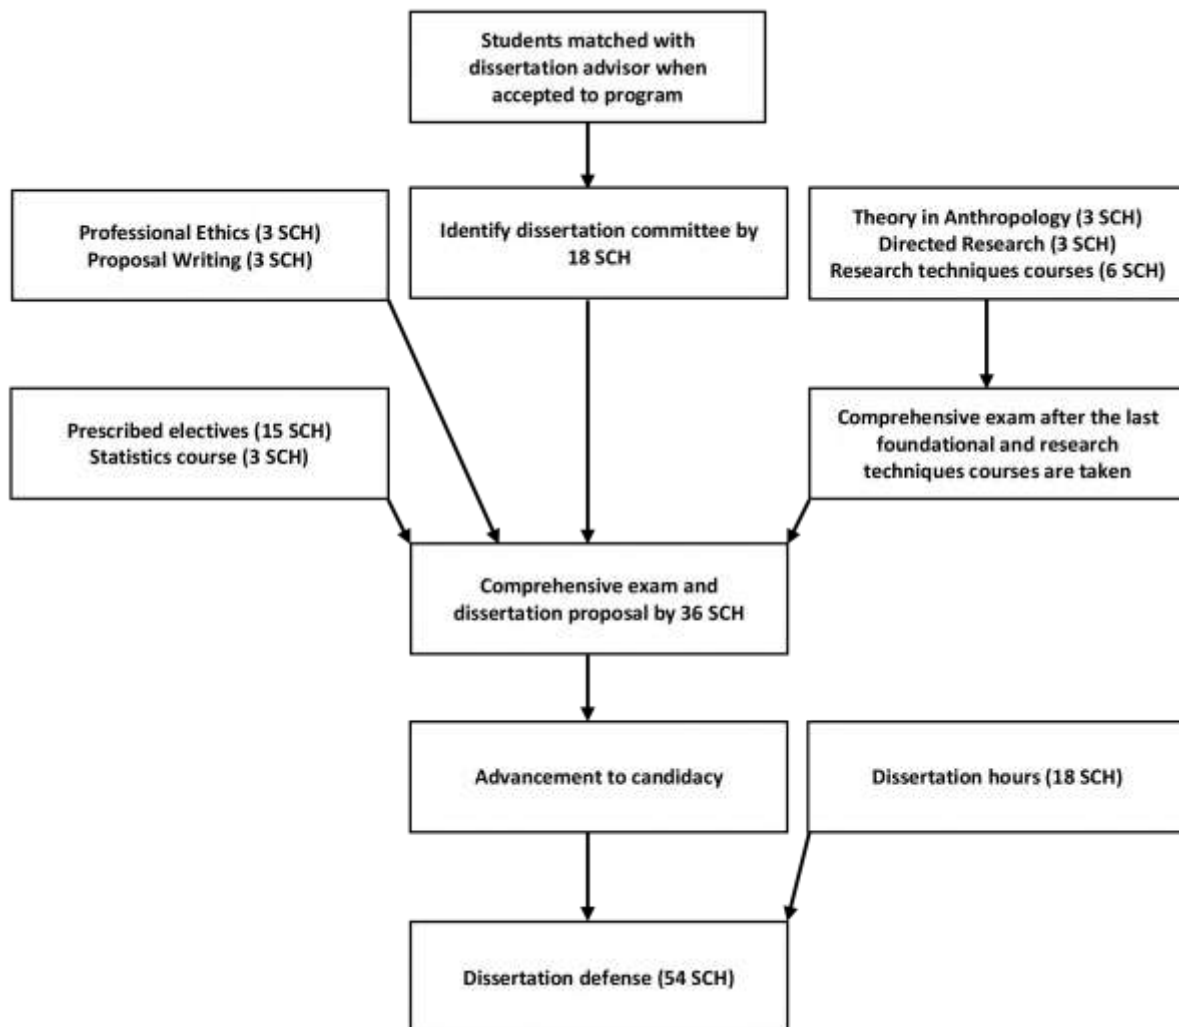 Students matched with
dissertation advisor when
accepted to program
Professional Ethics (3 SCH)
Proposal Writing (3 SCH)
Identify dissertation committee by
18 SCH
Theory in Anthropology (3 SCH)
Directed Research (3 SCH)
Research techniques courses (6 SCH)
Prescribed electives (15 SCH)
Statistics course (3 SCH)
Comprehensive exam after the last
foundational and research
techniques courses are taken
Comprehensive exam and
dissertation proposal by 36 SCH
Advancement to candidacy
Dissertation hours (18 SCH)
Dissertation defense (54 SCH)